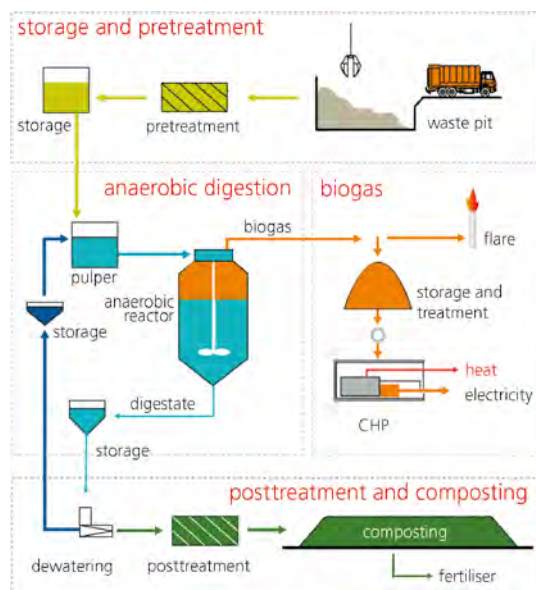 storage and pretreatment
storage
pretreatment
waste pit
anaerobic digestion
biogas
biogas
flare
pulper
anaerobic
reactor
storage and
treatment
storage
heat
electricity
digestate
CHP
storage
posttreatment and composting
composting
dewatering
posttreatment
fertiliser